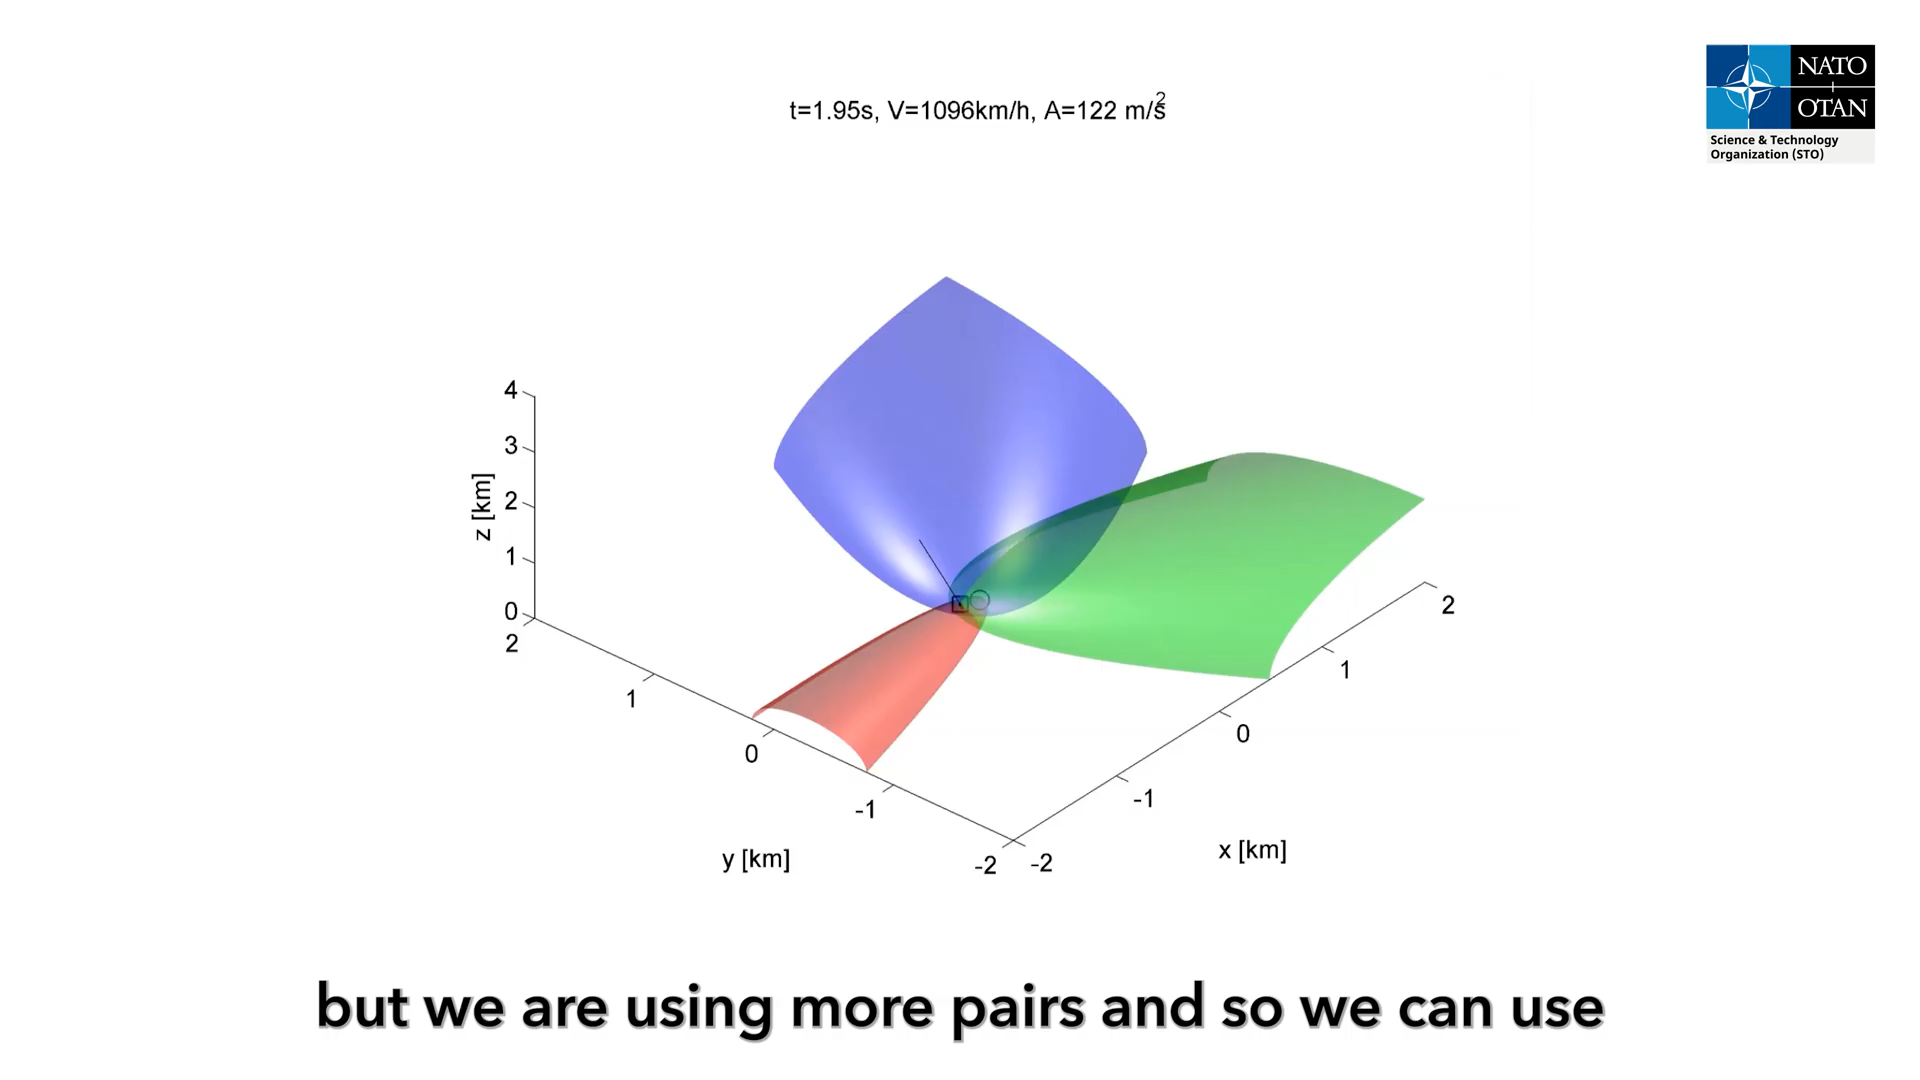 NATO
OTAN
Science & Technology
Organization (STO)
t=1.95s, V=1096km/h, A=122 m/s²
4
3
2
1
0
z [km]
2
1
0
-1
-2
y [km]
-2
-1
0
1
2
x [km]
but we are using more pairs and so we can use